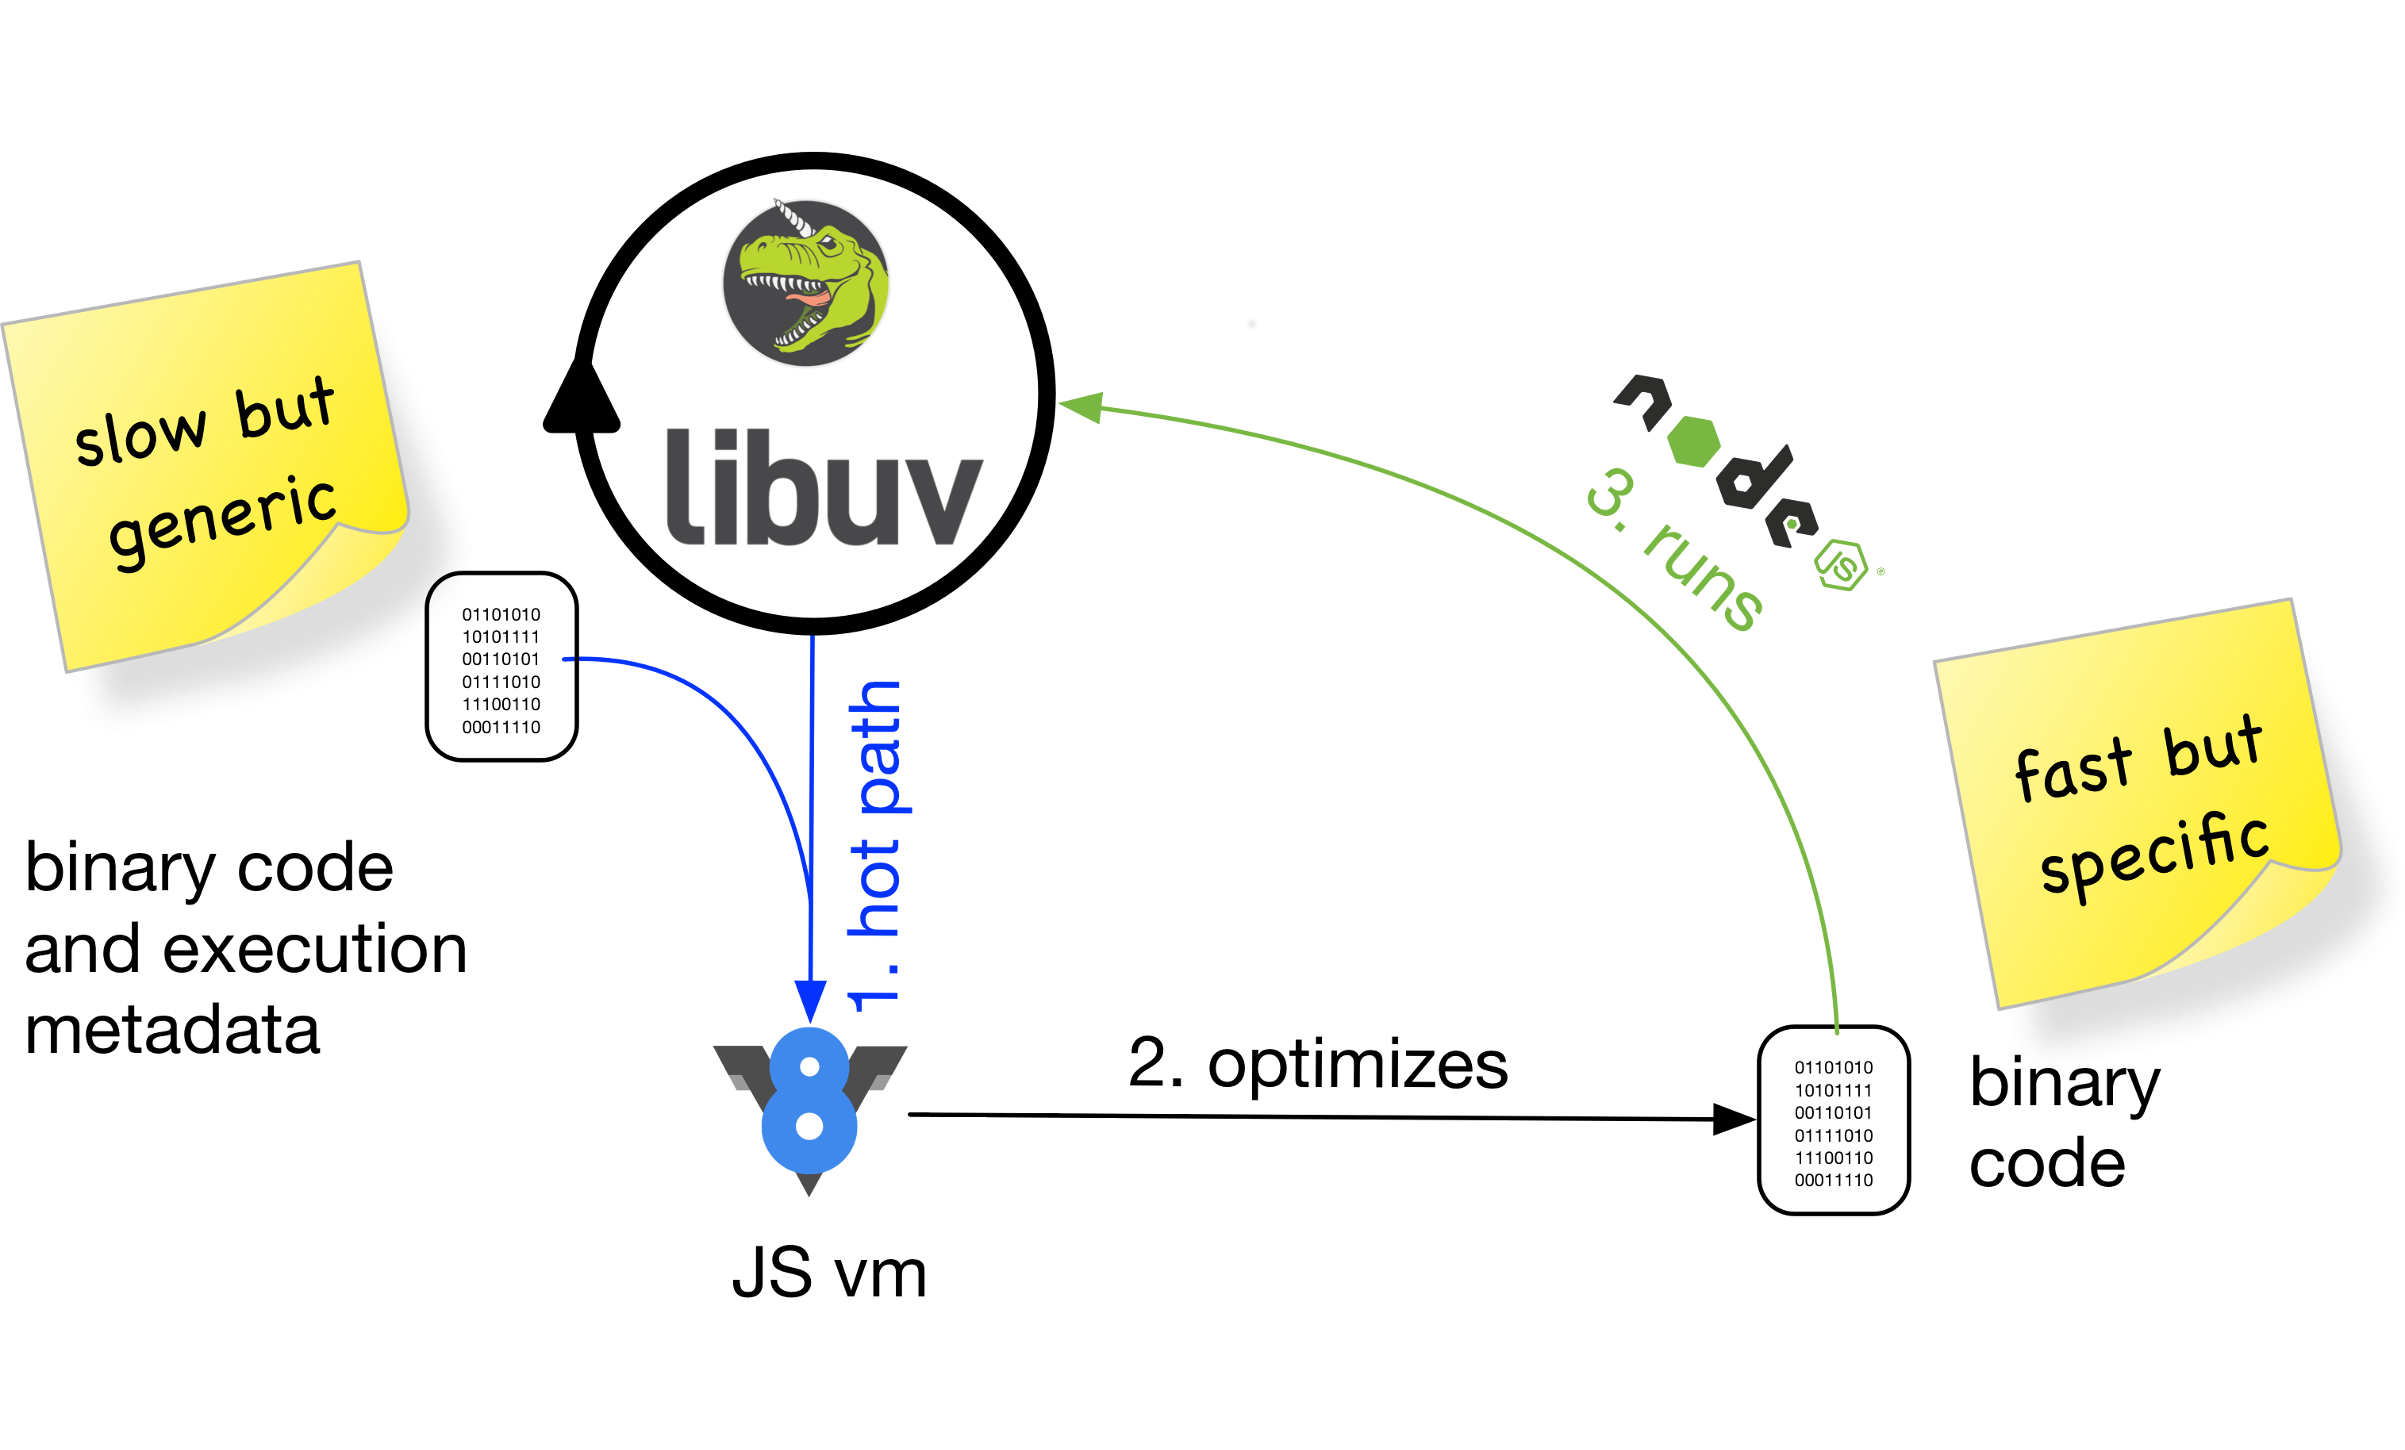 slow but
generic
libuv
01101010
10101111
00110101
01111010
11100110
00011110
binary code
and execution
metadata
1. hot path
8
JS vm
2. optimizes
node
JS
®
3. runs
fast but
specific
01101010
10101111
00110101
01111010
11100110
00011110
binary
code